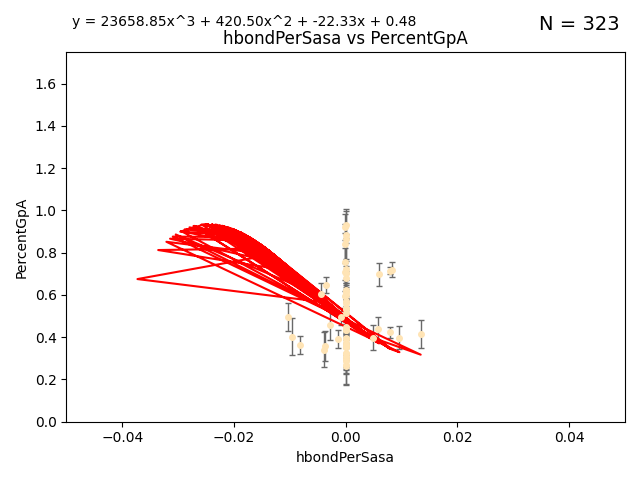 y = 23658.85x^3 + 420.50x^2 + -22.33x + 0.48
N = 323
hbondPerSasa vs PercentGpA
PercentGpA
1.6
1.4
1.2
1.0
0.8
0.6
0.4
0.2
0.0
−0.04 −0.02 0.00 0.02 0.04
hbondPerSasa